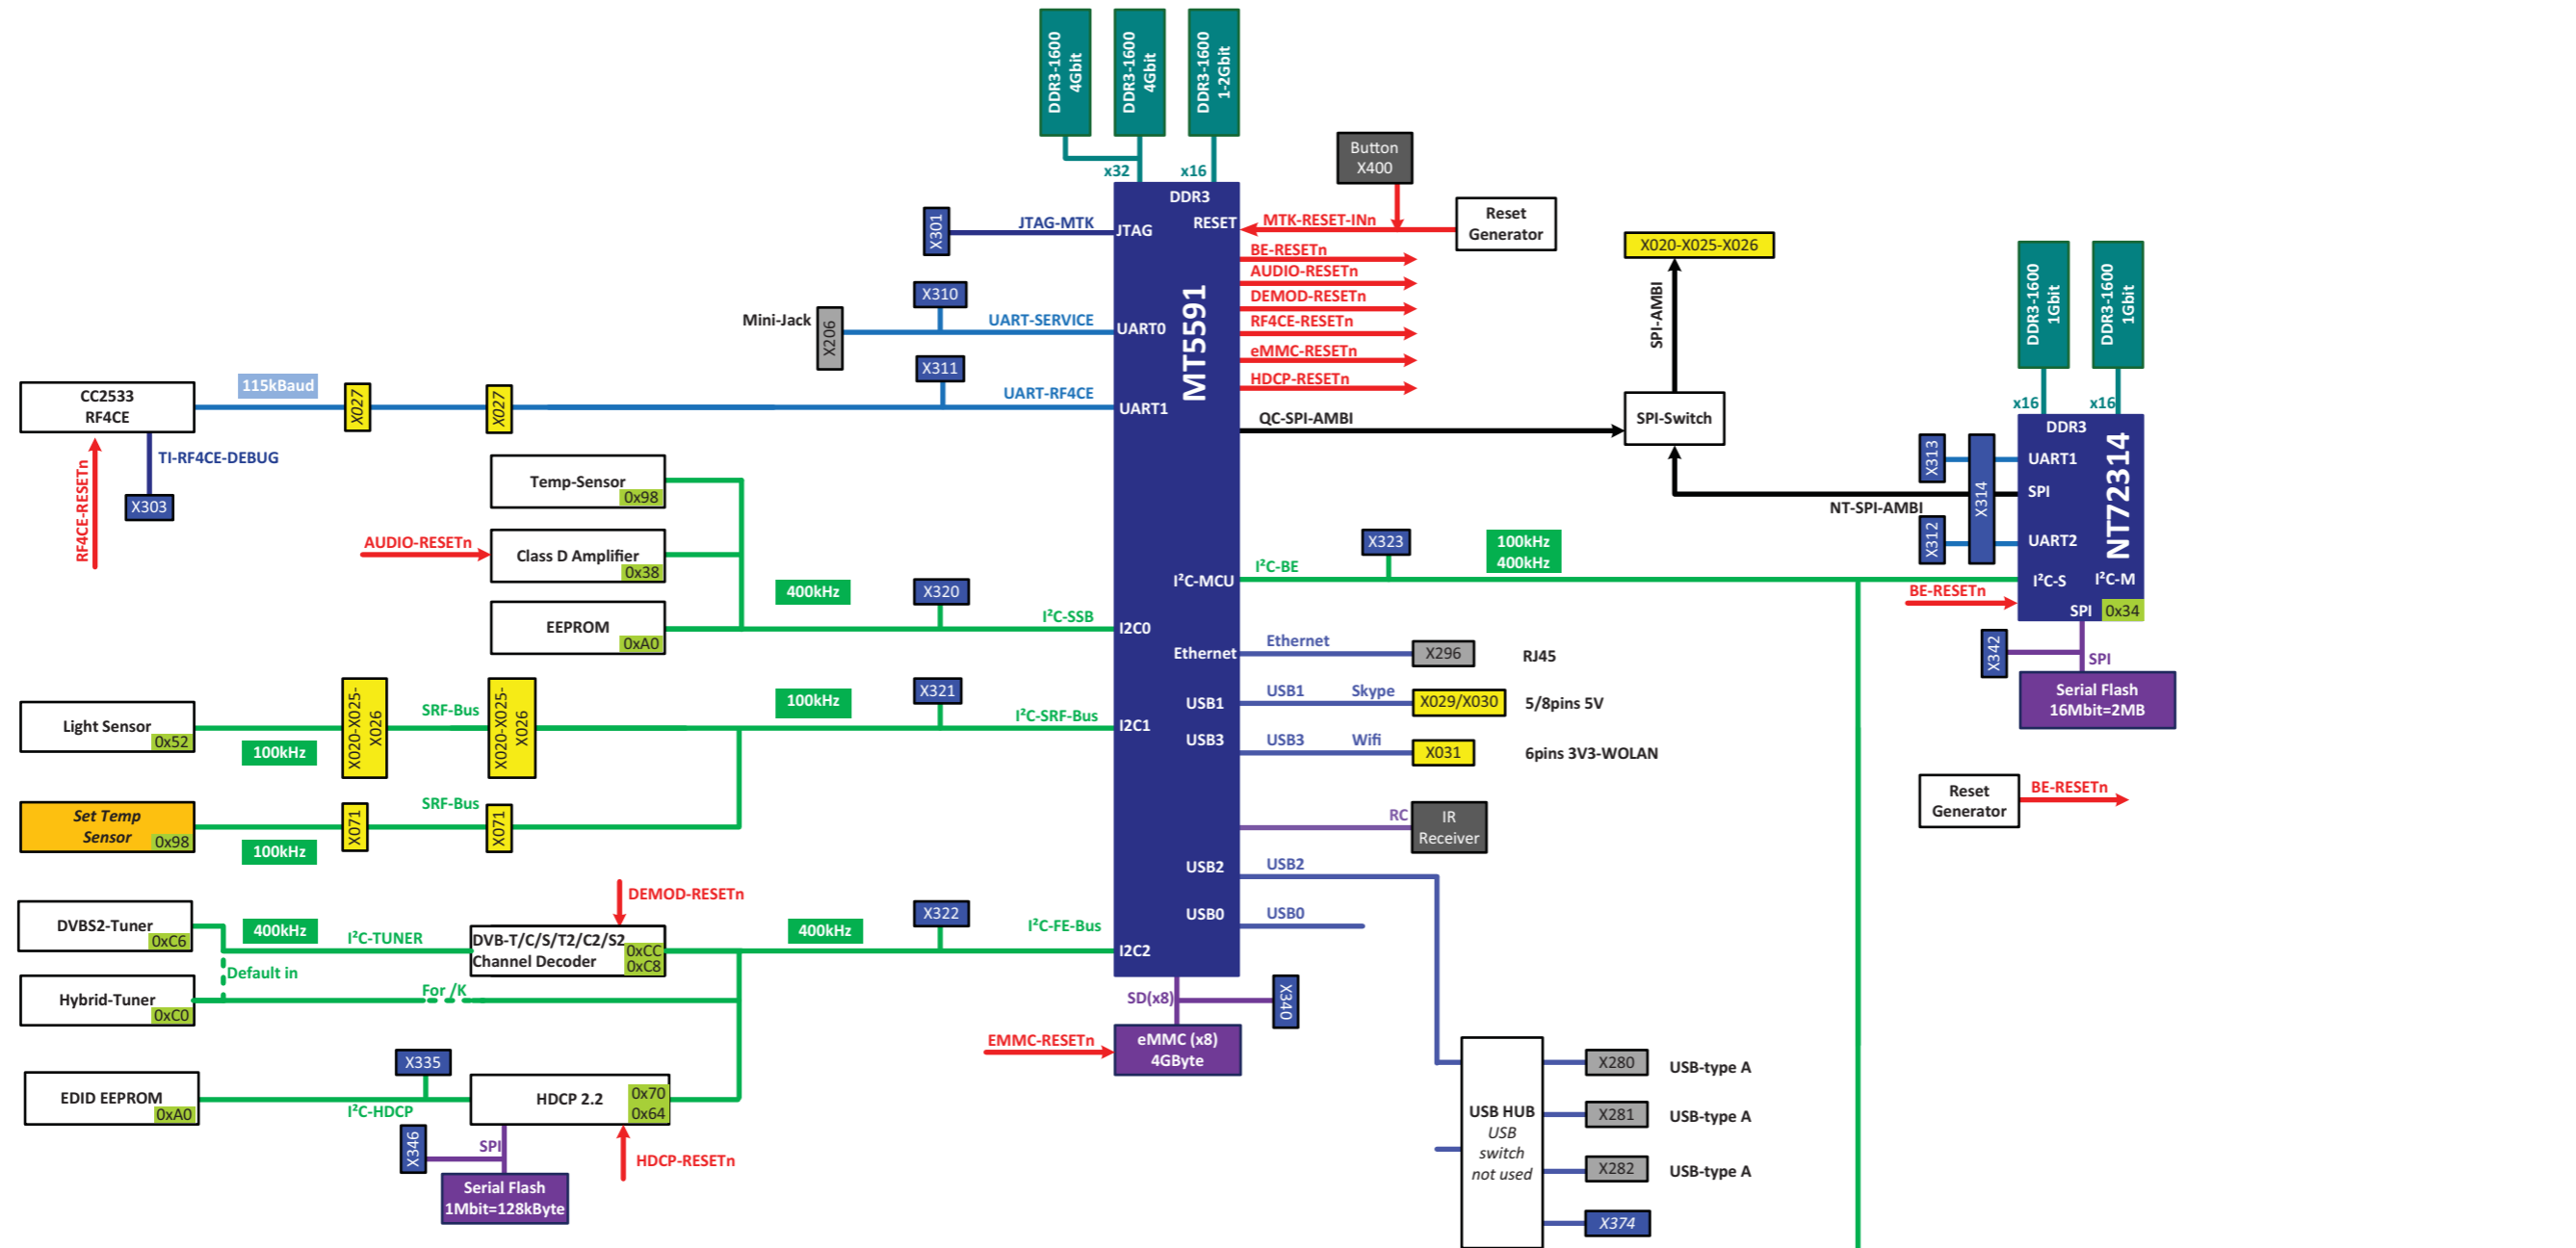 DDR3-1600
4Gbit
DDR3-1600
4Gbit
DDR3-1600
1-2Gbit
x32
x16
Button
X400
DDR3
X301
JTAG-MTK
JTAG
RESET
MTK-RESET-INn
Reset
Generator
BE-RESETn
AUDIO-RESETn
DEMOD-RESETn
RF4CE-RESETn
eMMC-RESETn
HDCP-RESETn
MT5591
X020-X025-X026
SPI-AMBI
DDR3-1600
1Gbit
DDR3-1600
1Gbit
X310
Mini-Jack
X206
UART-SERVICE
UART0
X311
CC2533
RF4CE
115kBaud
X027
X027
UART-RF4CE
UART1
QC-SPI-AMBI
SPI-Switch
x16
x16
DDR3
NT72314
X313
X314
UART1
SPI
NT-SPI-AMBI
X312
UART2
RF4CE-RESETn
TI-RF4CE-DEBUG
X303
Temp-Sensor
0x98
AUDIO-RESETn
Class D Amplifier
0x38
EEPROM
0xA0
400kHz
X320
I²C-SSB
I2C0
I²C-MCU
I²C-BE
X323
100kHz
400kHz
I²C-S
I²C-M
BE-RESETn
SPI
0x34
X342
SPI
Serial Flash
16Mbit=2MB
Ethernet
Ethernet
X296
RJ45
USB1
USB1
Skype
X029/X030
5/8pins 5V
USB3
USB3
Wifi
X031
6pins 3V3-WOLAN
Light Sensor
0x52
100kHz
X020-X025-
X026
SRF-Bus
X020-X025-
X026
100kHz
X321
I²C-SRF-Bus
I2C1
Set Temp
Sensor
0x98
100kHz
X071
SRF-Bus
X071
RC
IR
Receiver
Reset
Generator
BE-RESETn
USB2
USB2
USB0
USB0
DVBS2-Tuner
0xC6
400kHz
I²C-TUNER
DEMOD-RESETn
DVB-T/C/S/T2/C2/S2
Channel Decoder
0xCC
0xC8
400kHz
X322
I²C-FE-Bus
I2C2
Default in
Hybrid-Tuner
0xC0
For /K
SD(x8)
X340
EMMC-RESETn
eMMC (x8)
4GByte
X335
EDID EEPROM
0xA0
I²C-HDCP
HDCP 2.2
0x70
0x64
X346
SPI
HDCP-RESETn
Serial Flash
1Mbit=128kByte
USB HUB
USB
switch
not used
X280
USB-type A
X281
USB-type A
X282
USB-type A
X374